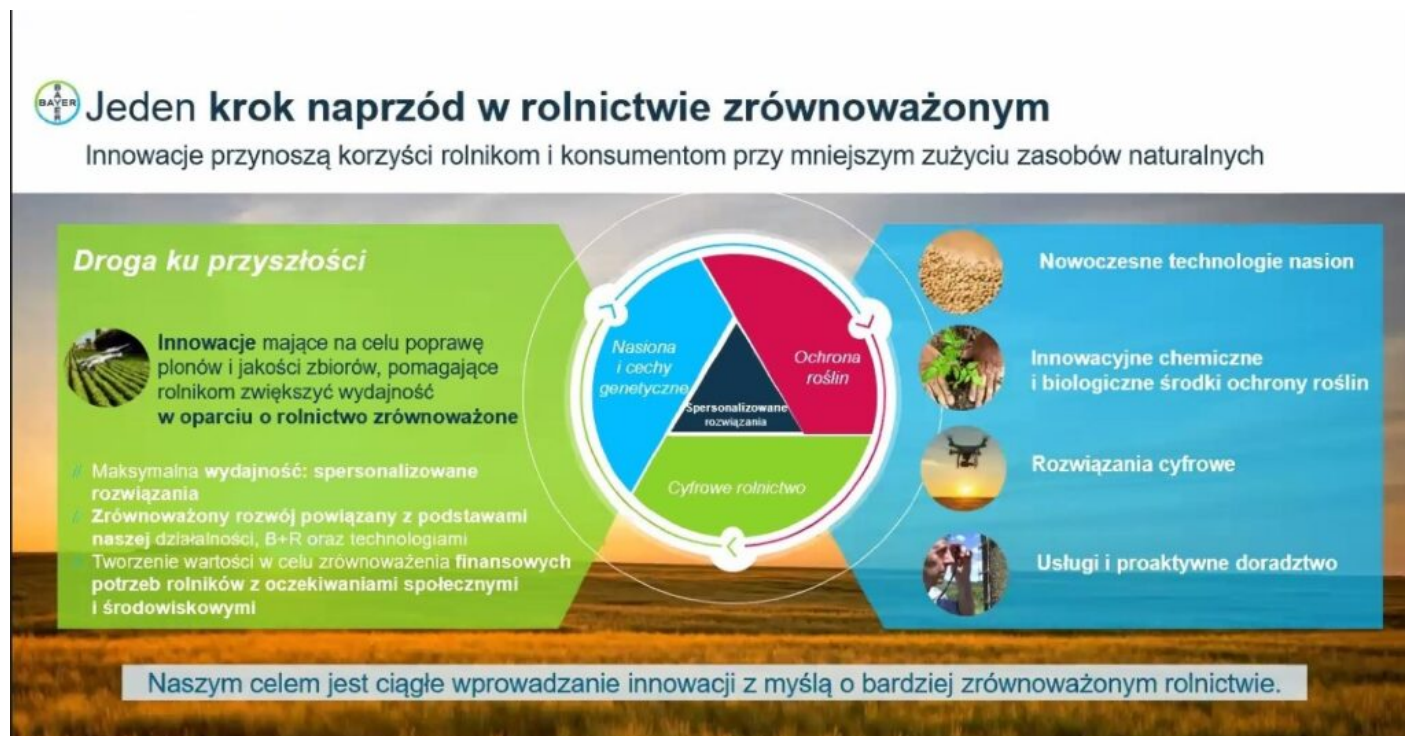 BAYER
BAYER
Jeden krok naprzód w rolnictwie zrównoważonym
Innowacje przynoszą korzyści rolnikom i konsumentom przy mniejszym zużyciu zasobów naturalnych
Droga ku przyszłości
Innowacje mające na celu poprawę
plonów i jakości zbiorów, pomagające
rolnikom zwiększyć wydajność
w oparciu o rolnictwo zrównoważone
// Maksymalna wydajność: spersonalizowane
rozwiązania
// Zrównoważony rozwój powiązany z podstawami
naszej działalności, B+R oraz technologiami
// Tworzenie wartości w celu zrównoważenia finansowych
potrzeb rolników z oczekiwaniami społecznymi
i środowiskowymi
Nasiona
i cechy
genetyczne
Ochrona
roślin
Spersonalizowane
rozwiązania
Cyfrowe rolnictwo
Nowoczesne technologie nasion
Innowacyjne chemiczne
i biologiczne środki ochrony roślin
Rozwiązania cyfrowe
Usługi i proaktywne doradztwo
Naszym celem jest ciągłe wprowadzanie innowacji z myślą o bardziej zrównoważonym rolnictwie.